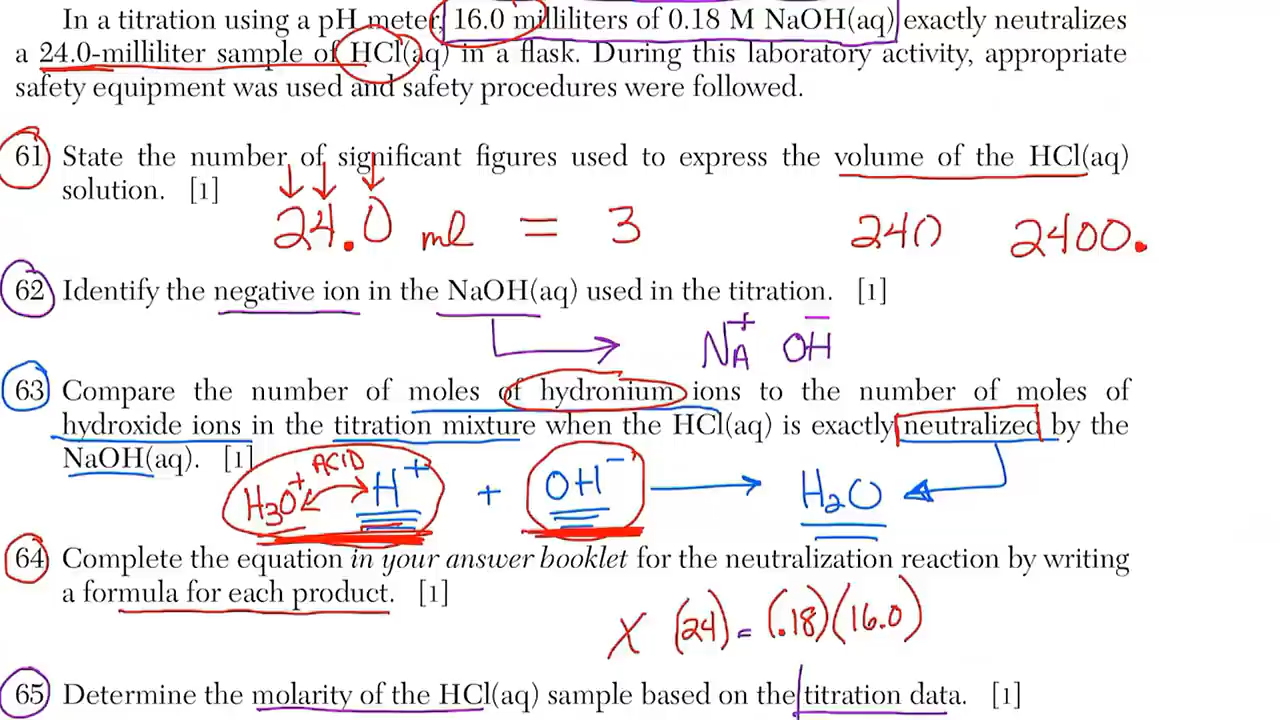 In a titration using a pH meter, 16.0 milliliters of 0.18 M NaOH(aq) exactly neutralizes
a 24.0-milliliter sample of HCl(aq) in a flask. During this laboratory activity, appropriate
safety equipment was used and safety procedures were followed.
61 State the number of significant figures used to express the volume of the HCl(aq)
solution. [1]
24.0 ml = 3 240 2400.
62 Identify the negative ion in the NaOH(aq) used in the titration. [1]
NA+ OH-
63 Compare the number of moles of hydronium ions to the number of moles of
hydroxide ions in the titration mixture when the HCl(aq) is exactly neutralized by the
NaOH(aq). [1]
ACID
H3O+ H+ + OH- → H2O
64 Complete the equation in your answer booklet for the neutralization reaction by writing
a formula for each product. [1]
X (24) = (.18)(16.0)
65 Determine the molarity of the HCl(aq) sample based on the titration data. [1]